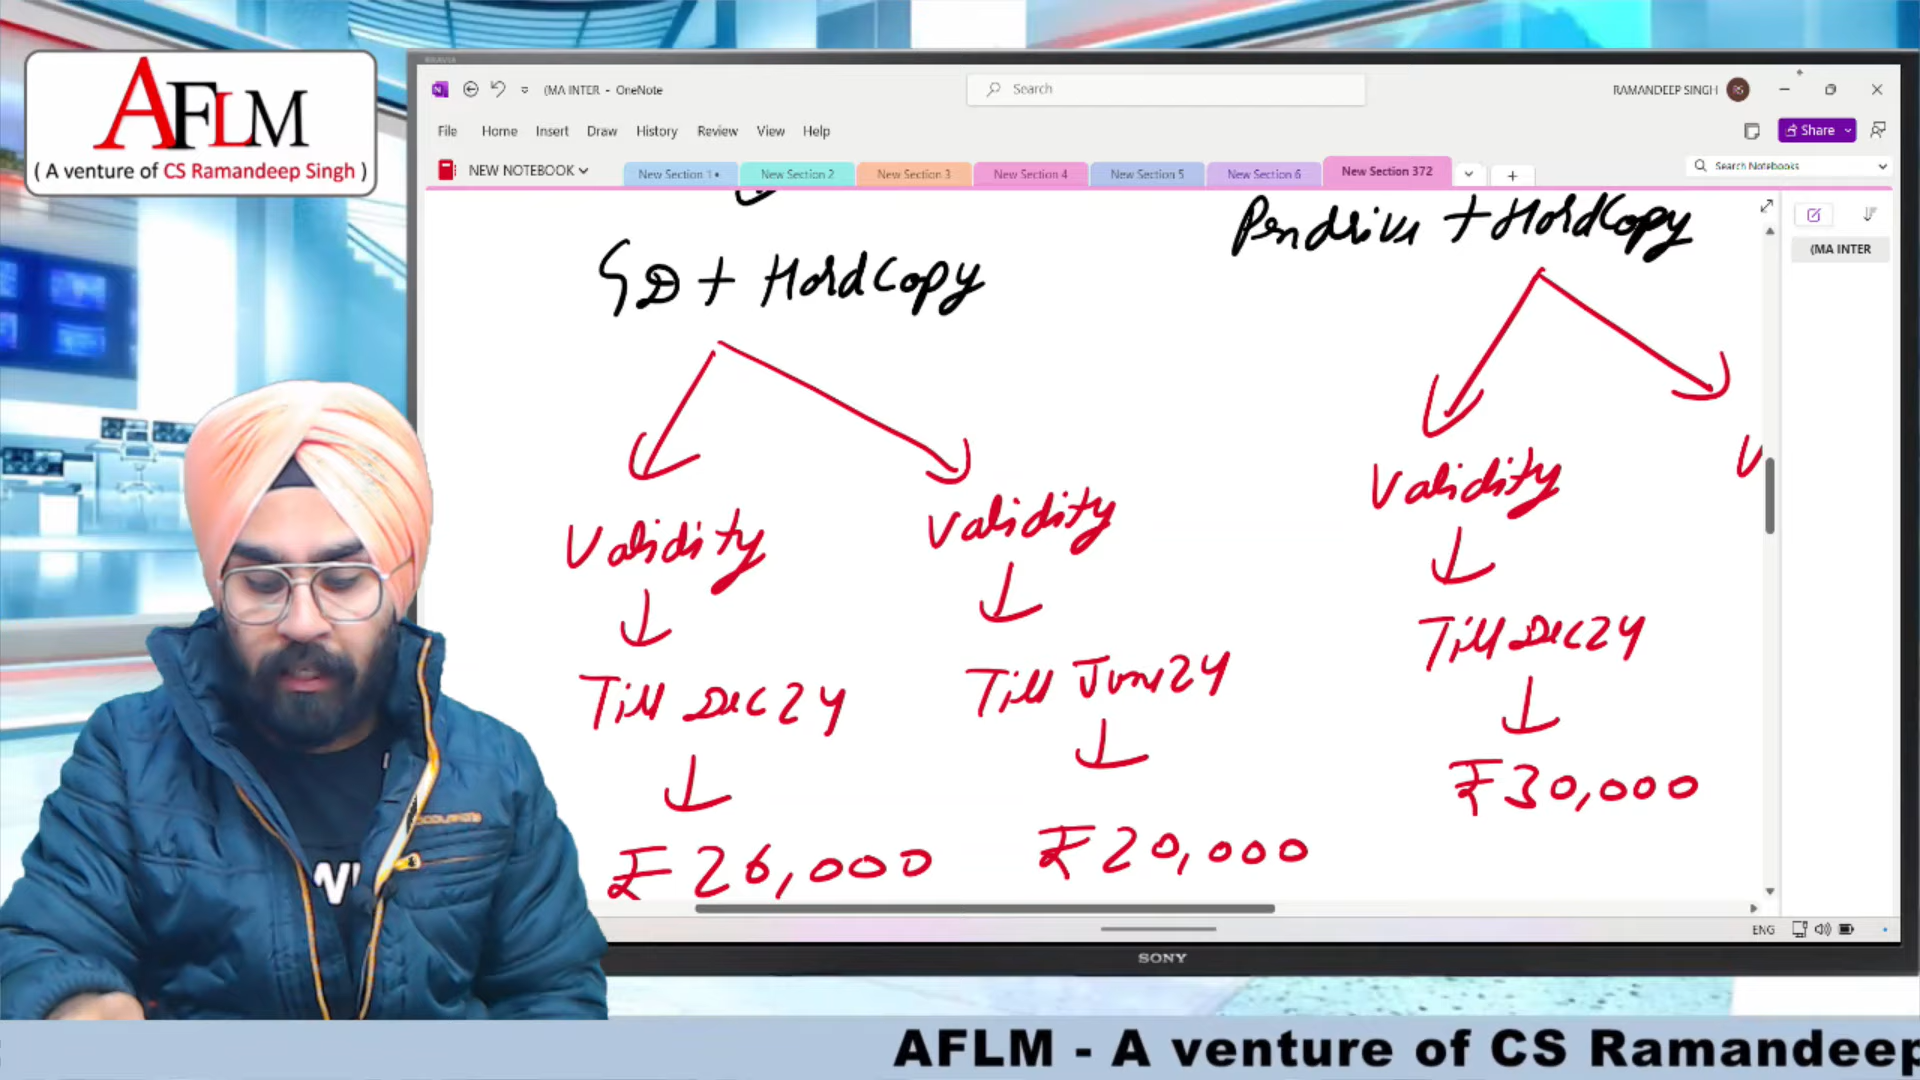 AFLM
( A venture of CS Ramandeep Singh )
(MA INTER - OneNote
Search
RAMANDEEP SINGH
RS
File Home Insert Draw History Review View Help
Share
NEW NOTEBOOK
New Section 1
New Section 2
New Section 3
New Section 4
New Section 5
New Section 6
New Section 372
Search Notebooks
(MA INTER
GD + HardCopy
Pendrive + HardCopy
Validity
Validity
Validity
V
Till Dec 24
Till June 24
Till Dec 24
₹ 26,000
₹ 20,000
₹ 30,000
ENG
SONY
AFLM - A venture of CS Ramandeep